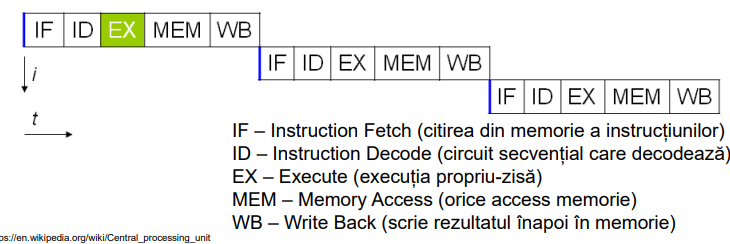 IF ID EX MEM WB
IF ID EX MEM WB
i
IF ID EX MEM WB
t
IF – Instruction Fetch (citirea din memorie a instrucțiunilor)
ID – Instruction Decode (circuit secvențial care decodează)
EX – Execute (execuția propriu-zisă)
MEM – Memory Access (orice access memorie)
WB – Write Back (scrie rezultatul înapoi în memorie)
ps://en.wikipedia.org/wiki/Central_processing_unit